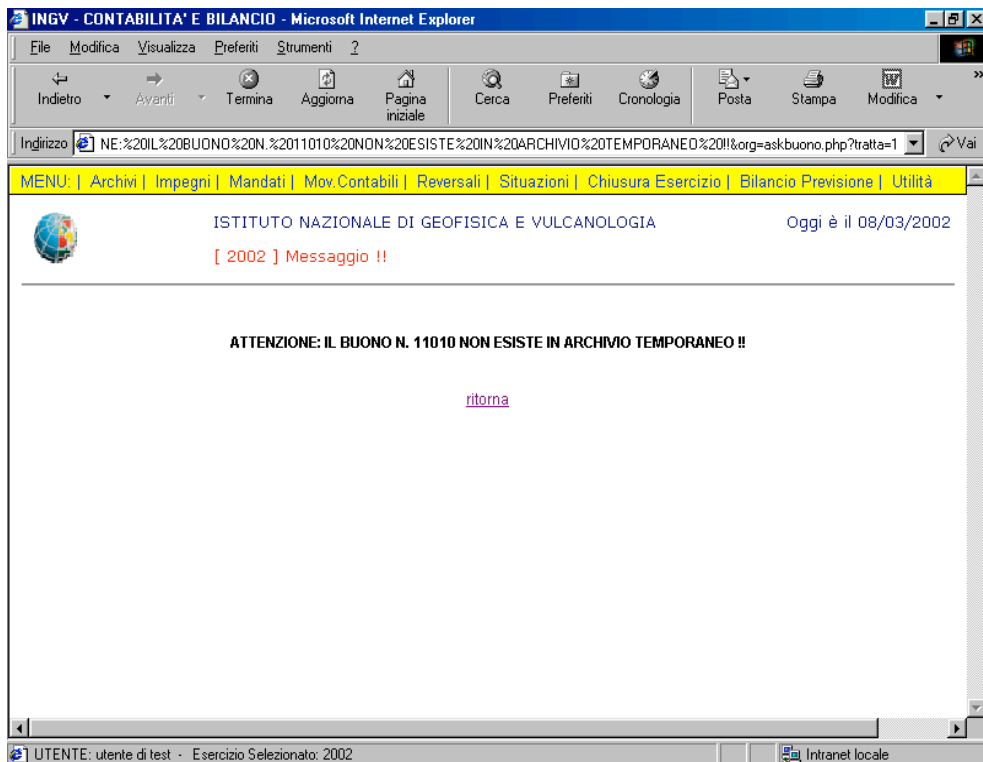 INGV - CONTABILITA' E BILANCIO - Microsoft Internet Explorer
File Modifica Visualizza Preferiti Strumenti ?
Indietro Avanti Termina Aggiorna Pagina iniziale Cerca Preferiti Cronologia Posta Stampa Modifica »
Indirizzo NE:%20IL%20BUONO%20N.%2011010%20NON%20ESISTE%20IN%20ARCHIVIO%20TEMPORANEO%20!!&org=askbuono.php?tratta=1 Vai
MENU: | Archivi | Impegni | Mandati | Mov.Contabili | Reversali | Situazioni | Chiusura Esercizio | Bilancio Previsione | Utilità
ISTITUTO NAZIONALE DI GEOFISICA E VULCANOLOGIA Oggi è il 08/03/2002
[ 2002 ] Messaggio !!
ATTENZIONE: IL BUONO N. 11010 NON ESISTE IN ARCHIVIO TEMPORANEO !!
ritorna
UTENTE: utente di test - Esercizio Selezionato: 2002 Intranet locale